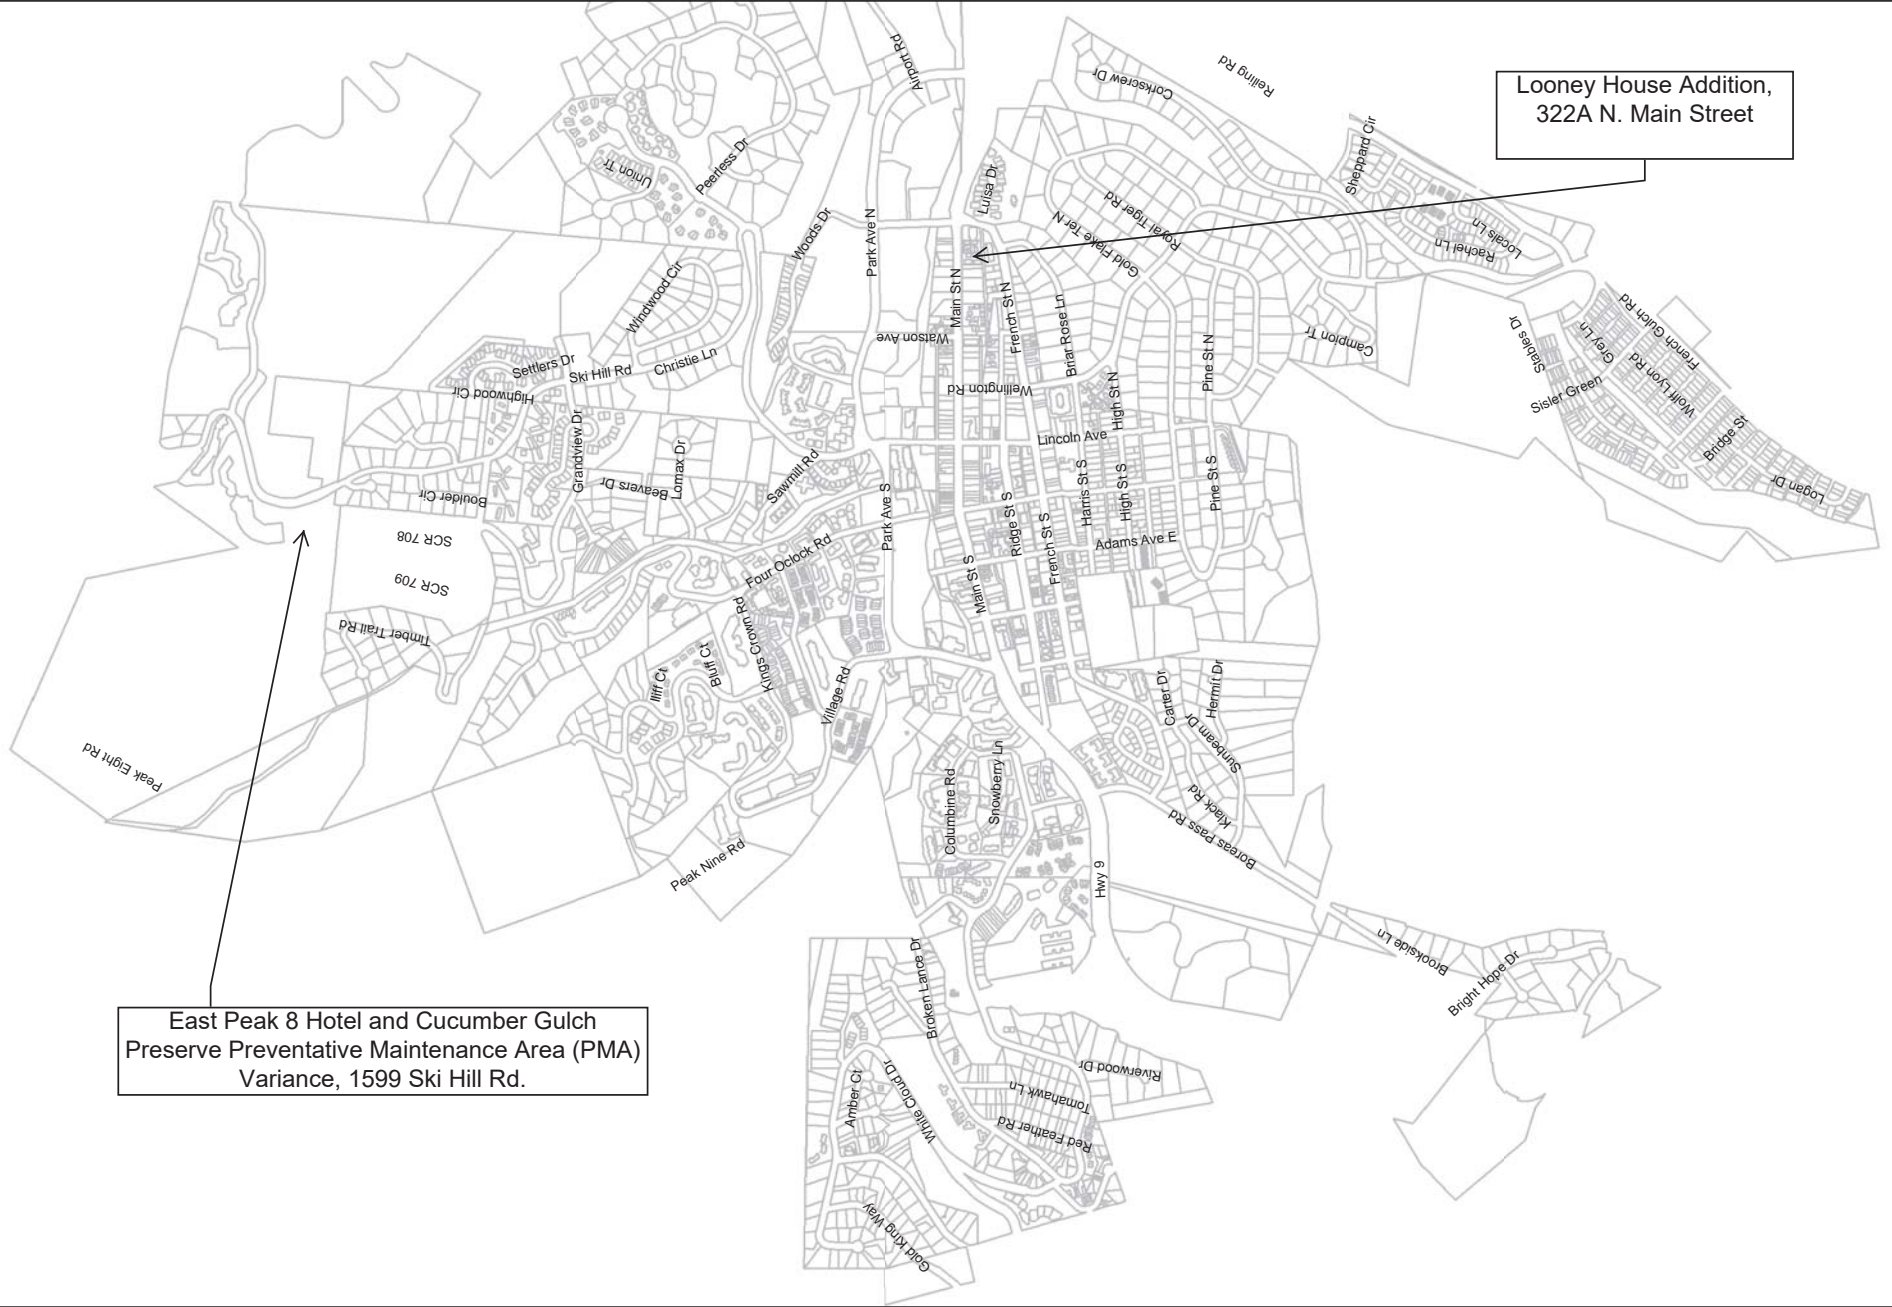 Airport Rd
Corkscrew Dr
Reiling Rd
Looney House Addition,
322A N. Main Street
Sheppard Cir
Union Tr
Peerless Dr
Luisa Dr
Woods Dr
Park Ave N
Royal Tiger Rd
Gold Flake Ter N
Locals Ln
Rachel Ln
Windwood Cir
Main St N
French St N
Briar Rose Ln
Watson Ave
Pine St N
Campion Tr
Stables Dr
Grey Ln
French Gulch Rd
Wolff Lyon Rd
Sisler Green
Bridge St
Logan Dr
Settlers Dr
Ski Hill Rd
Christie Ln
Highwood Cir
Wellington Rd
High St N
Lincoln Ave
Grandview Dr
Lomax Dr
Beavers Dr
Sawmill Rd
Boulder Cir
Park Ave S
Ridge St S
French St S
Harris St S
High St S
Pine St S
Adams Ave E
SCR 708
SCR 709
Four Oclock Rd
Main St S
Timber Trail Rd
Kings Crown Rd
Bluff Ct
Iliff Ct
Village Rd
Carter Dr
Hermit Dr
Sunbeam Dr
Peak Eight Rd
Columbine Rd
Snowberry Ln
Klack Rd
Boreas Pass Rd
Peak Nine Rd
Hwy 9
Brookside Ln
Bright Hope Dr
Broken Lance Dr
East Peak 8 Hotel and Cucumber Gulch
Preserve Preventative Maintenance Area (PMA)
Variance, 1599 Ski Hill Rd.
Amber Ct
White Cloud Dr
Riverwood Dr
Tomahawk Ln
Red Feather Rd
Gold King Way